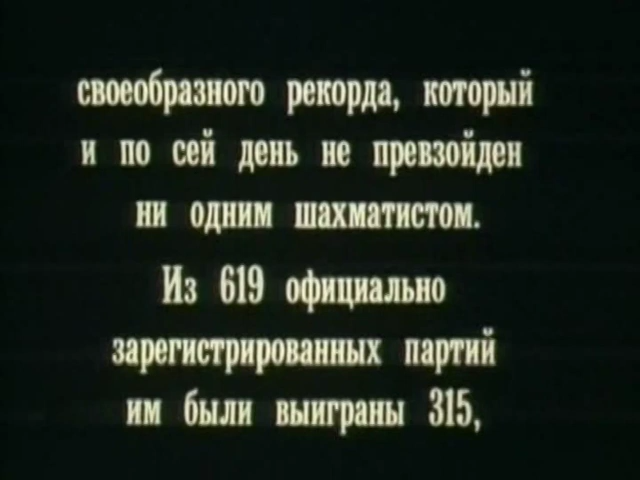 своеобразного рекорда, который
и по сей день не превзойден
ни одним шахматистом.
Из 619 официально
зарегистрированных партий
им были выиграны 315,